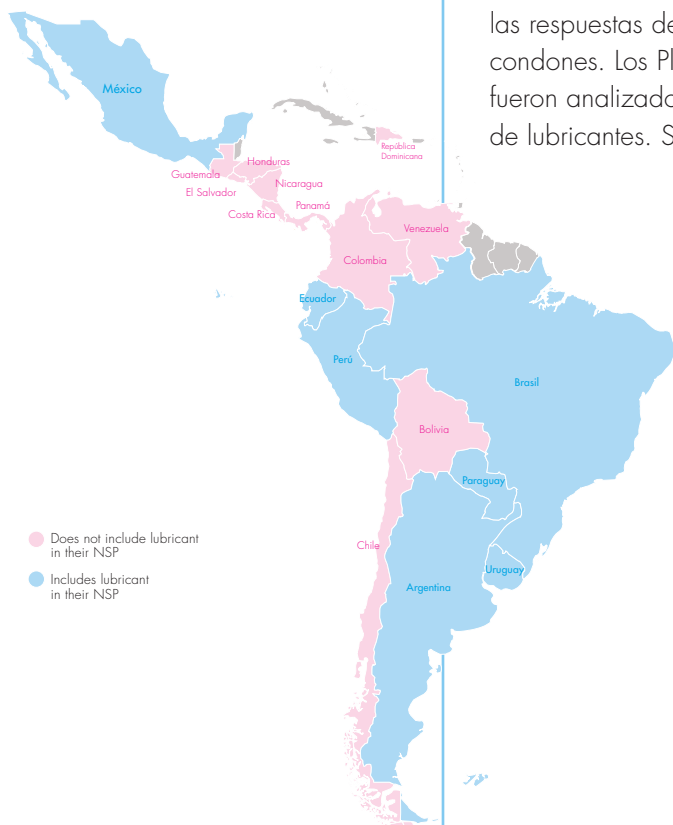 las respuestas de
condones. Los Pl
fueron analizado
de lubricantes. S
México
República
Dominicana
Honduras
Guatemala
Nicaragua
El Salvador
Panamá
Costa Rica
Venezuela
Colombia
Ecuador
Perú
Brasil
Bolivia
Paraguay
Chile
Uruguay
Argentina
Does not include lubricant
in their NSP
Includes lubricant
in their NSP